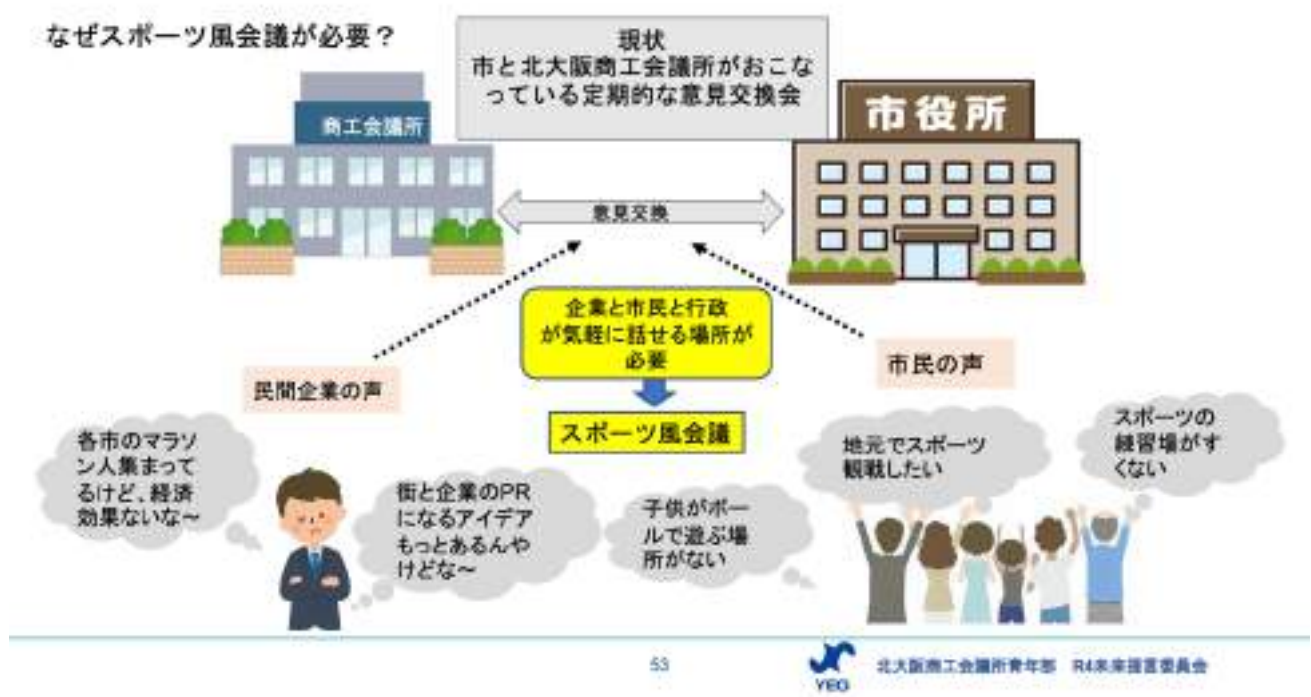 なぜスポーツ風会議が必要？
現状
市と北大阪商工会議所がおこな
っている定期的な意見交換会
商工会議所
市役所
意見交換
企業と市民と行政
が気軽に話せる場所が
必要
民間企業の声
市民の声
スポーツ風会議
各市のマラソ
ン人集まって
るけど、経済
効果ないな～
街と企業のPR
になるアイデア
もっとあるんや
けどな～
子供がボー
ルで遊ぶ場
所がない
地元でスポーツ
観戦したい
スポーツの
練習場がす
くない
53
YEG
北大阪商工会議所青年部 R4未来提言委員会